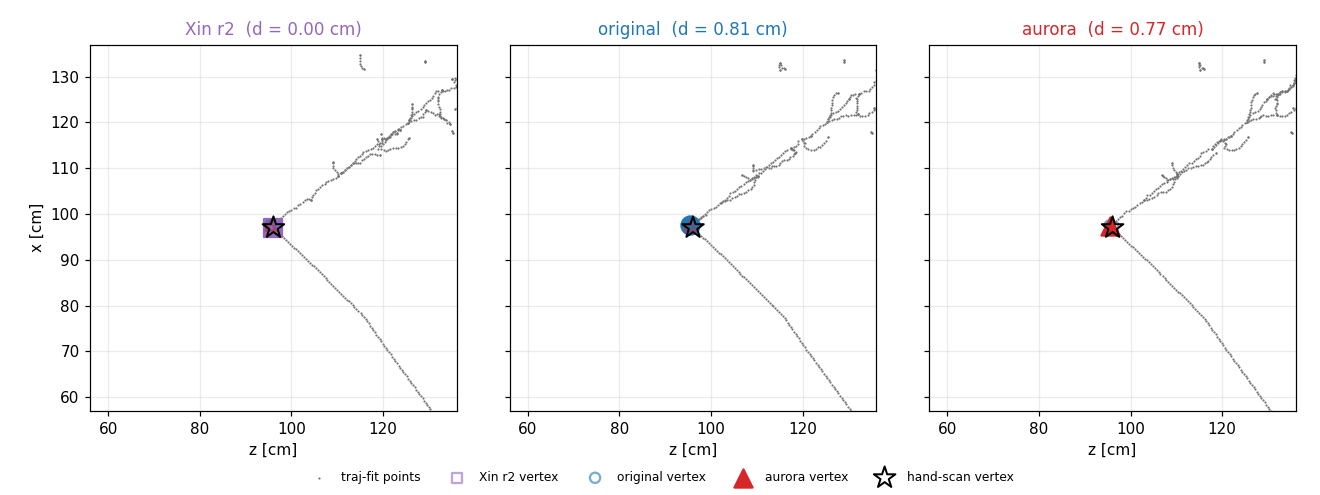 Xin r2  (d = 0.00 cm)
original  (d = 0.81 cm)
aurora  (d = 0.77 cm)
130
120
110
100
90
80
70
60
x [cm]
60 80 100 120
60 80 100 120
60 80 100 120
z [cm] z [cm] z [cm]
traj-fit points Xin r2 vertex original vertex aurora vertex hand-scan vertex